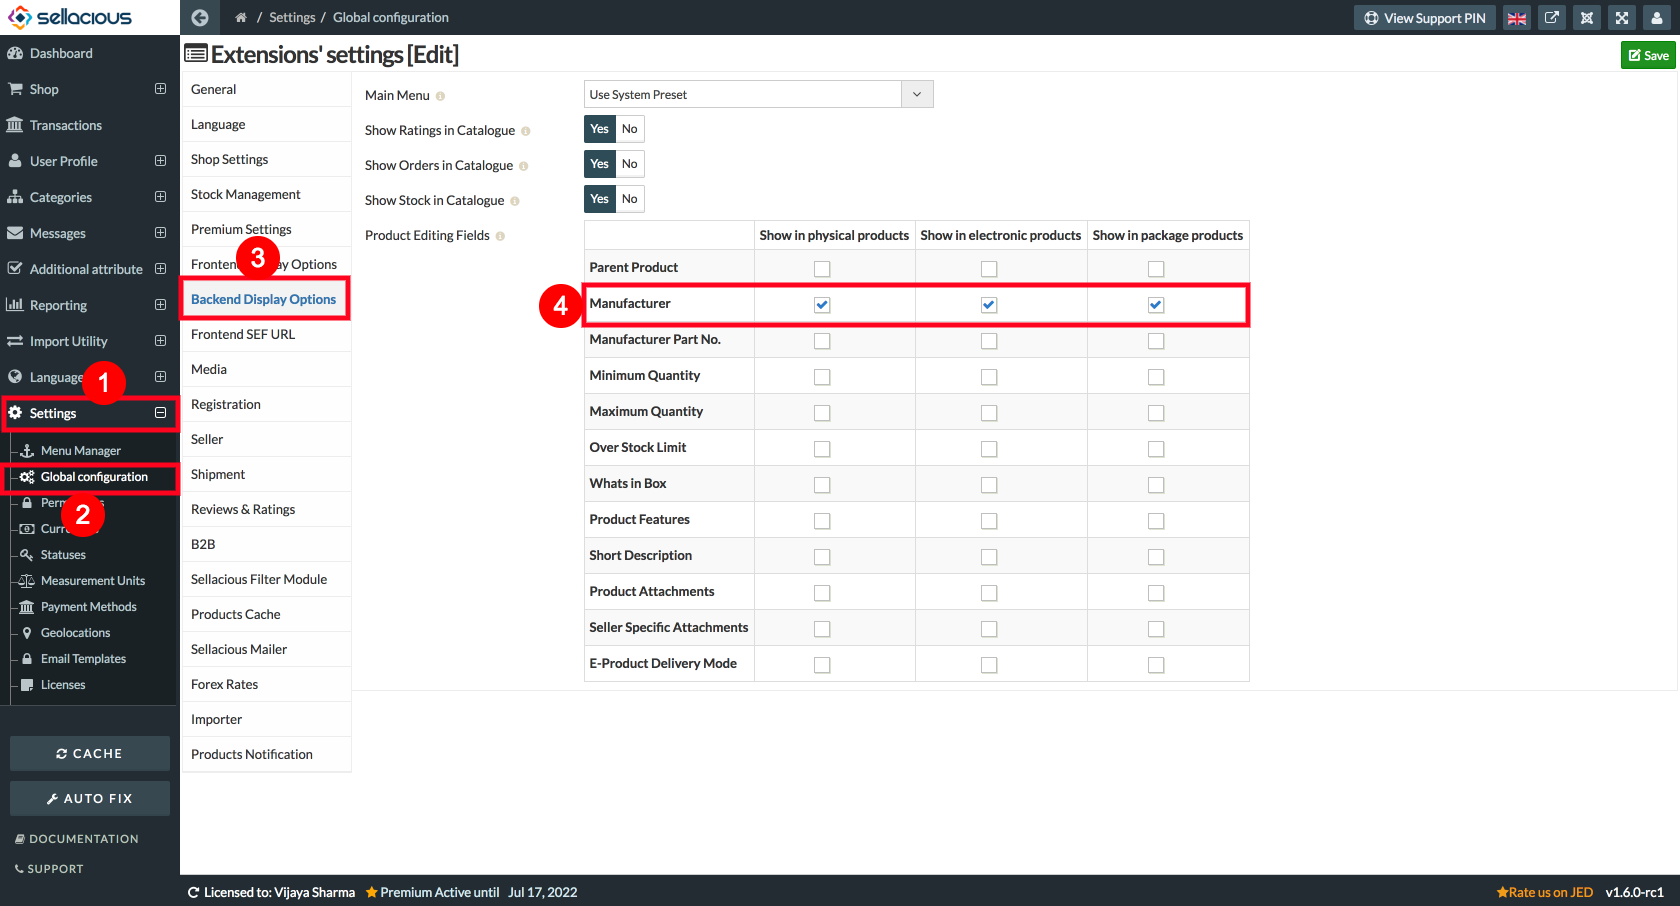 sellacious
Settings / Global configuration
View Support PIN
Extensions' settings [Edit]
Save
Dashboard
Shop
Transactions
User Profile
Categories
Messages
Additional attribute
Reporting
Import Utility
Language
1
Settings
Menu Manager
Global configuration
2
Statuses
Measurement Units
Payment Methods
Geolocations
Email Templates
Licenses
CACHE
AUTO FIX
DOCUMENTATION
SUPPORT
General
Language
Shop Settings
Stock Management
Premium Settings
3
Options
Backend Display Options
Frontend SEF URL
Media
Registration
Seller
Shipment
Reviews & Ratings
B2B
Sellacious Filter Module
Products Cache
Sellacious Mailer
Forex Rates
Importer
Products Notification
Main Menu
Use System Preset
Show Ratings in Catalogue
Yes No
Show Orders in Catalogue
Yes No
Show Stock in Catalogue
Yes No
Product Editing Fields
Show in physical products Show in electronic products Show in package products
Parent Product
4
Manufacturer
Manufacturer Part No.
Minimum Quantity
Maximum Quantity
Over Stock Limit
Whats in Box
Product Features
Short Description
Product Attachments
Seller Specific Attachments
E-Product Delivery Mode
Licensed to: Vijaya Sharma Premium Active until Jul 17, 2022
Rate us on JED v1.6.0-rc1